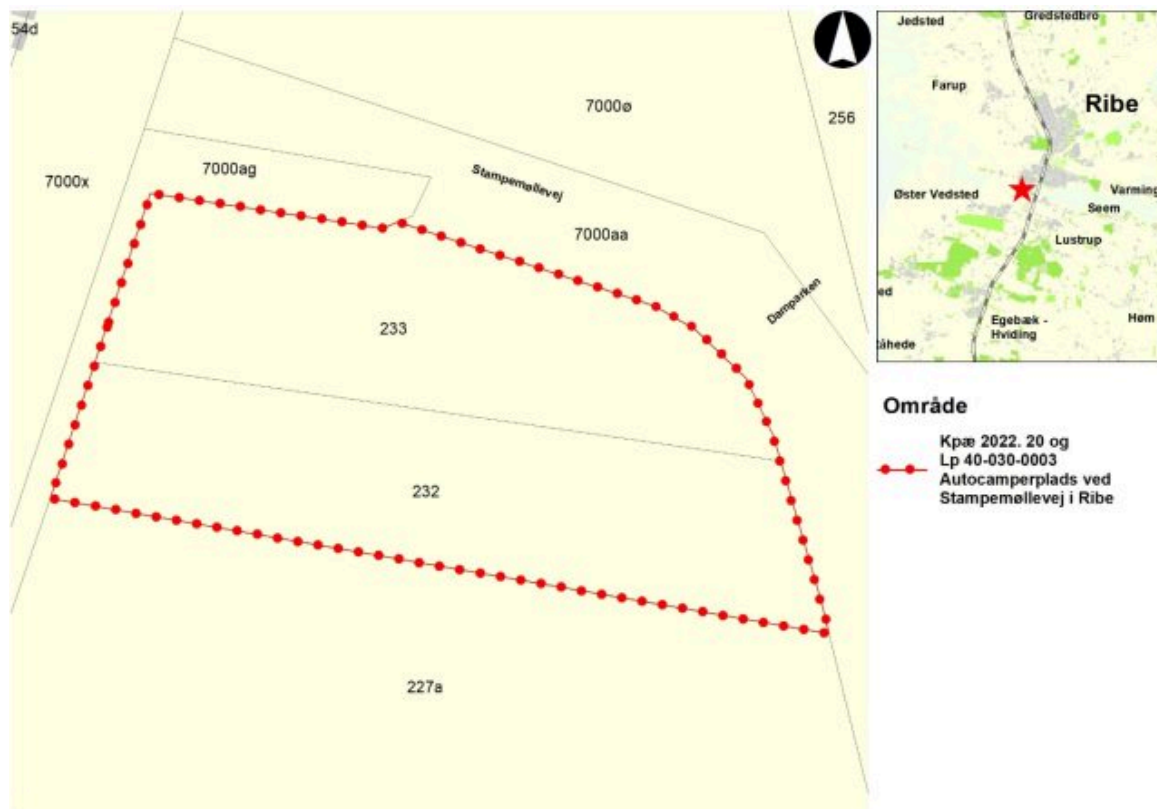 54d
7000ø
256
7000ag
7000x
Stampemøllevej
7000aa
Damparken
233
232
227a
Jedsted
Gredstedbro
Farup
Ribe
Øster Vedsted
Varming
Seem
Lustrup
ed
Egebæk -
Hviding
Høm
åhede
Område
Kpæ 2022. 20 og
Lp 40-030-0003
Autocamperplads ved
Stampemøllevej i Ribe